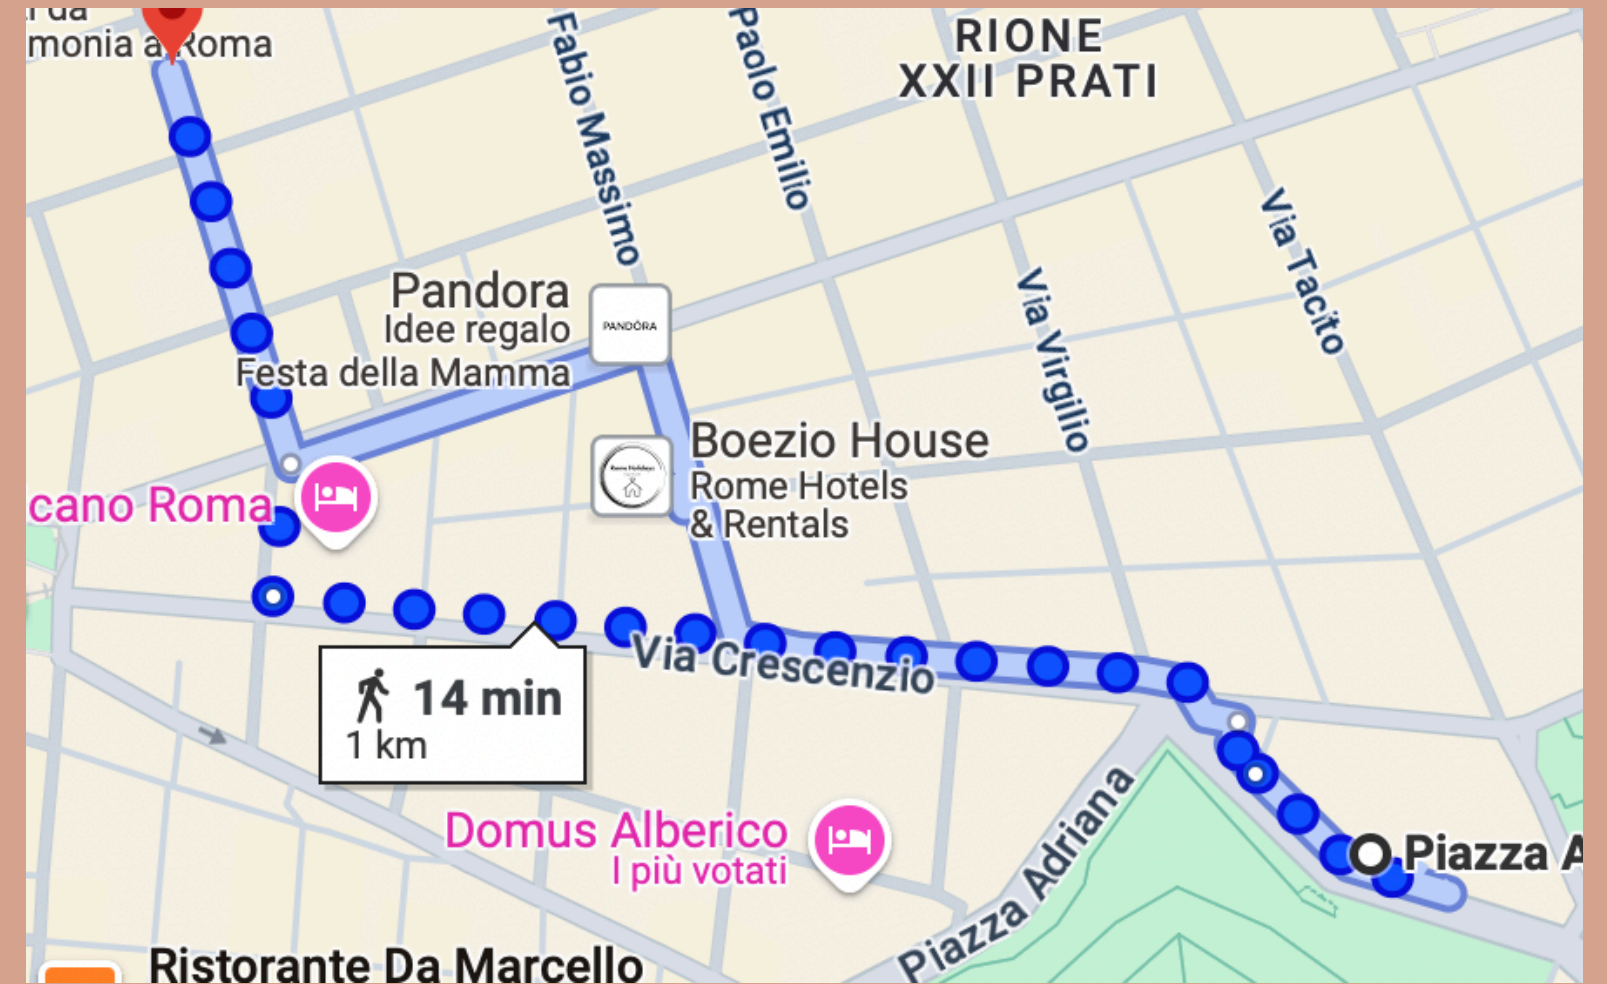 monia a Roma
Fabio Massimo
Paolo Emilio
RIONE
XXII PRATI
Via Tacito
Via Virgilio
Pandora
Idee regalo
Festa della Mamma
PANDÖRA
Boezio House
Rome Hotels
& Rentals
cano Roma
Via Crescenzio
14 min
1 km
Domus Alberico
I più votati
Piazza Adriana
Piazza A
Ristorante Da Marcello